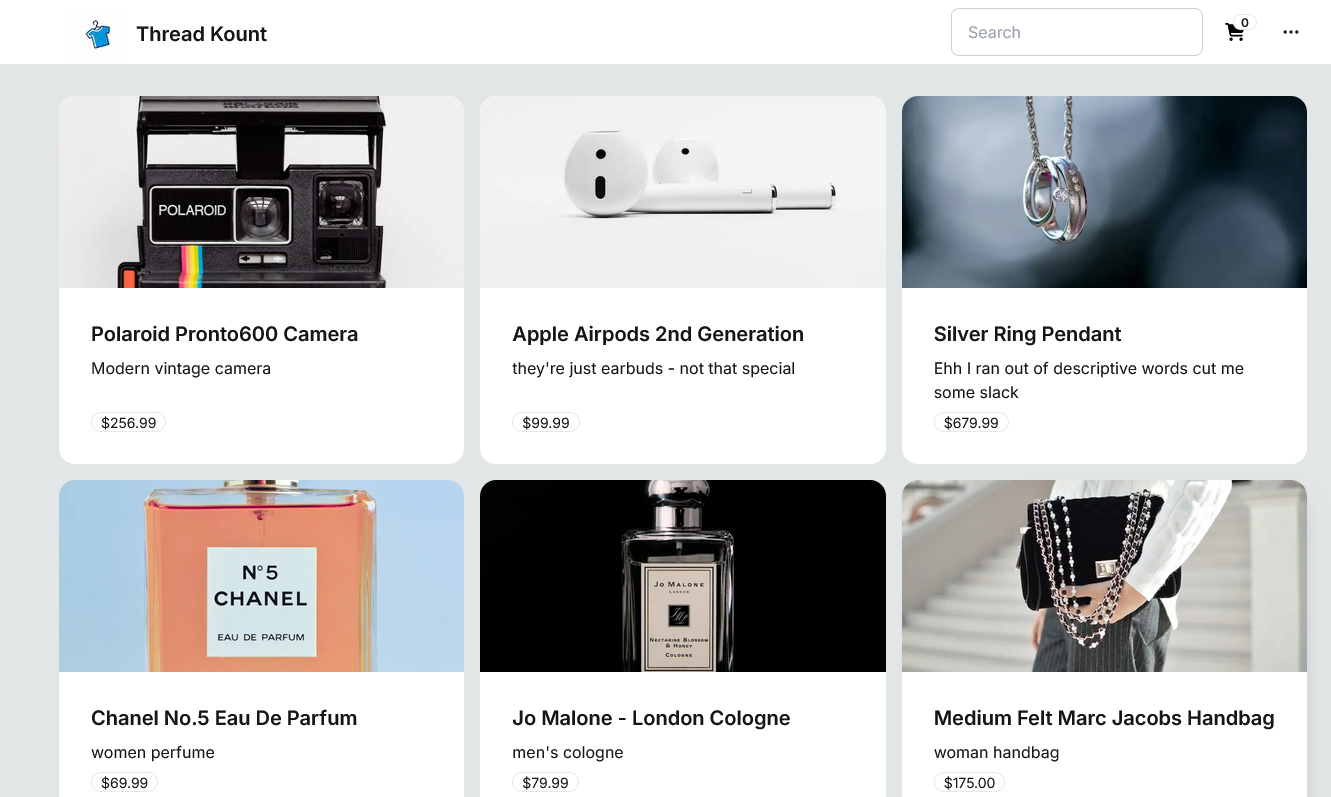 Thread Kount
Search
0
POLAROID
POLAROID
Polaroid Pronto600 Camera
Modern vintage camera
$256.99
Apple Airpods 2nd Generation
they're just earbuds - not that special
$99.99
Silver Ring Pendant
Ehh I ran out of descriptive words cut me
some slack
$679.99
N°5
CHANEL
EAU DE PARFUM
Chanel No.5 Eau De Parfum
women perfume
$69.99
JO MALONE
LONDON
NECTARINE BLOSSOM
& HONEY
COLOGNE
Jo Malone - London Cologne
men's cologne
$79.99
Medium Felt Marc Jacobs Handbag
woman handbag
$175.00